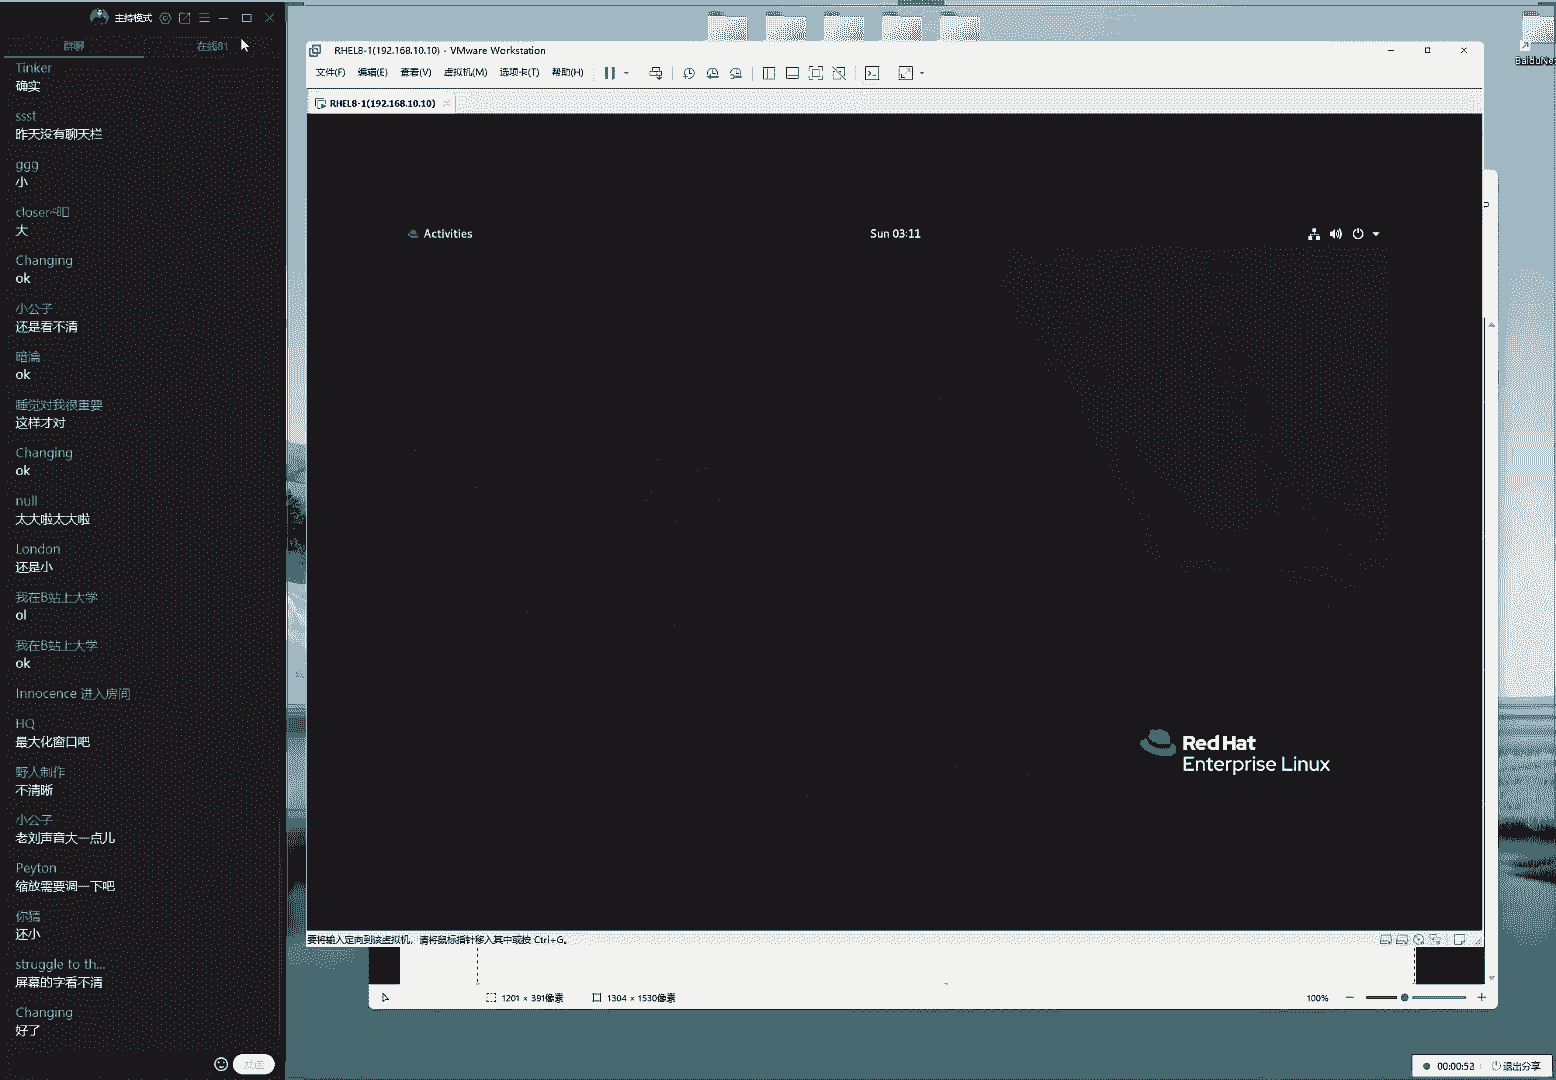 主持模式
群聊
在线81
Tinker
确实
ssst
昨天没有聊天栏
ggg
小
大
Changing
ok
小公子
还是看不清
ok
睡觉对我很重要
这样才对
Changing
ok
null
太大啦太大啦
London
还是小
我在B站上大学
ol
我在B站上大学
ok
Innocence 进入房间
HQ
最大化窗口吧
野人制作
不清晰
小公子
老刘声音大一点儿
Peyton
缩放需要调一下吧
你猜
还小
struggle to th...
屏幕的字看不清
Changing
好了
RHEL8-1(192.168.10.10) - VMware Workstation
文件(F) 编辑(E) 查看(V) 虚拟机(M) 选项卡(T) 帮助(H)
RHEL8-1(192.168.10.10)
Activities
Sun 03:11
Red Hat
Enterprise Linux
要将输入定向到该虚拟机，请将鼠标指针移入其中或按 Ctrl+G。
1201 × 391像素
1304 × 1530像素
100%
BaiduNet
00:00:53
退出分享